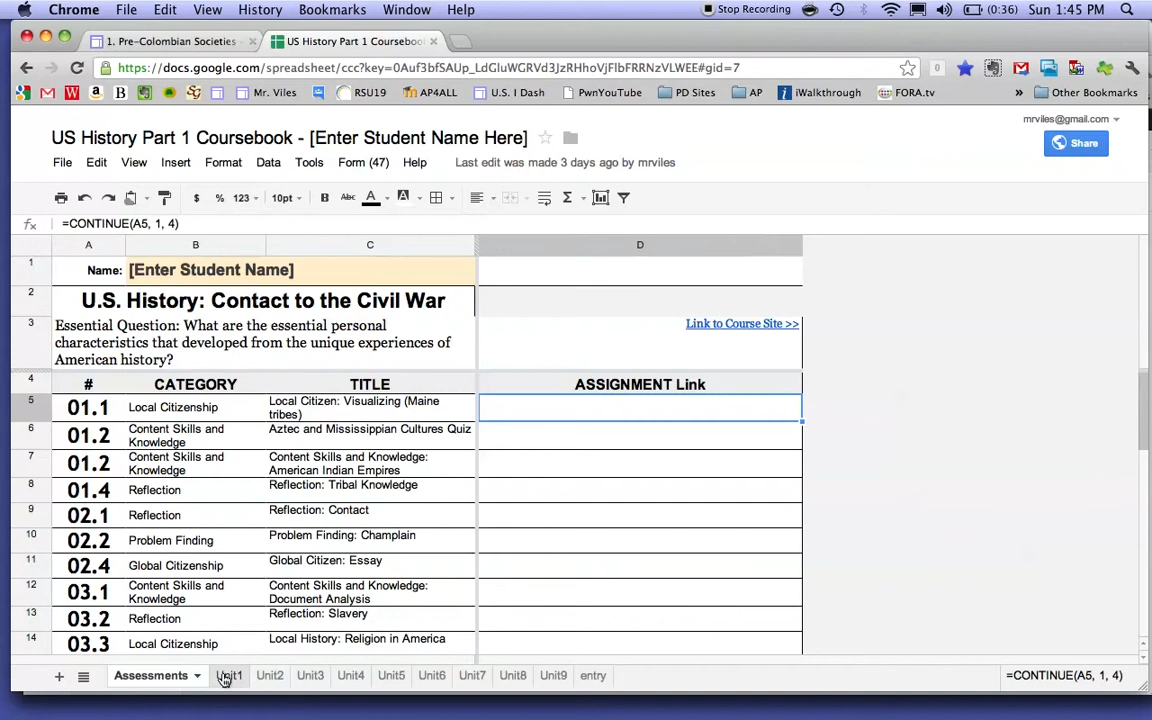 Chrome File Edit View History Bookmarks Window Help Stop Recording (0:36) Sun 1:45 PM
1. Pre-Colombian Societies × US History Part 1 Coursebook ×
https://docs.google.com/spreadsheet/ccc?key=0Auf3bfSAUp_LdGluWGRVd3JzRHhoVjFlbFRRNzVLWEE#gid=7 0
Mr. Viles RSU19 AP4ALL U.S. I Dash PwnYouTube PD Sites AP iWalkthrough FORA.tv » Other Bookmarks
mrviles@gmail.com
US History Part 1 Coursebook - [Enter Student Name Here]
Share
File Edit View Insert Format Data Tools Form (47) Help Last edit was made 3 days ago by mrviles
$ % 123 10pt B Abc A A Σ
fx =CONTINUE(A5, 1, 4)
A B C D
1 Name: [Enter Student Name]
2 U.S. History: Contact to the Civil War
3 Essential Question: What are the essential personal
characteristics that developed from the unique experiences of
American history?
Link to Course Site >>
4 # CATEGORY TITLE ASSIGNMENT Link
5 01.1 Local Citizenship Local Citizen: Visualizing (Maine
tribes)
6 01.2 Content Skills and
Knowledge Aztec and Mississippian Cultures Quiz
7 01.2 Content Skills and
Knowledge Content Skills and Knowledge:
American Indian Empires
8 01.4 Reflection Reflection: Tribal Knowledge
9 02.1 Reflection Reflection: Contact
10 02.2 Problem Finding Problem Finding: Champlain
11 02.4 Global Citizenship Global Citizen: Essay
12 03.1 Content Skills and
Knowledge Content Skills and Knowledge:
Document Analysis
13 03.2 Reflection Reflection: Slavery
14 03.3 Local Citizenship Local History: Religion in America
+ Assessments Unit1 Unit2 Unit3 Unit4 Unit5 Unit6 Unit7 Unit8 Unit9 entry =CONTINUE(A5, 1, 4)